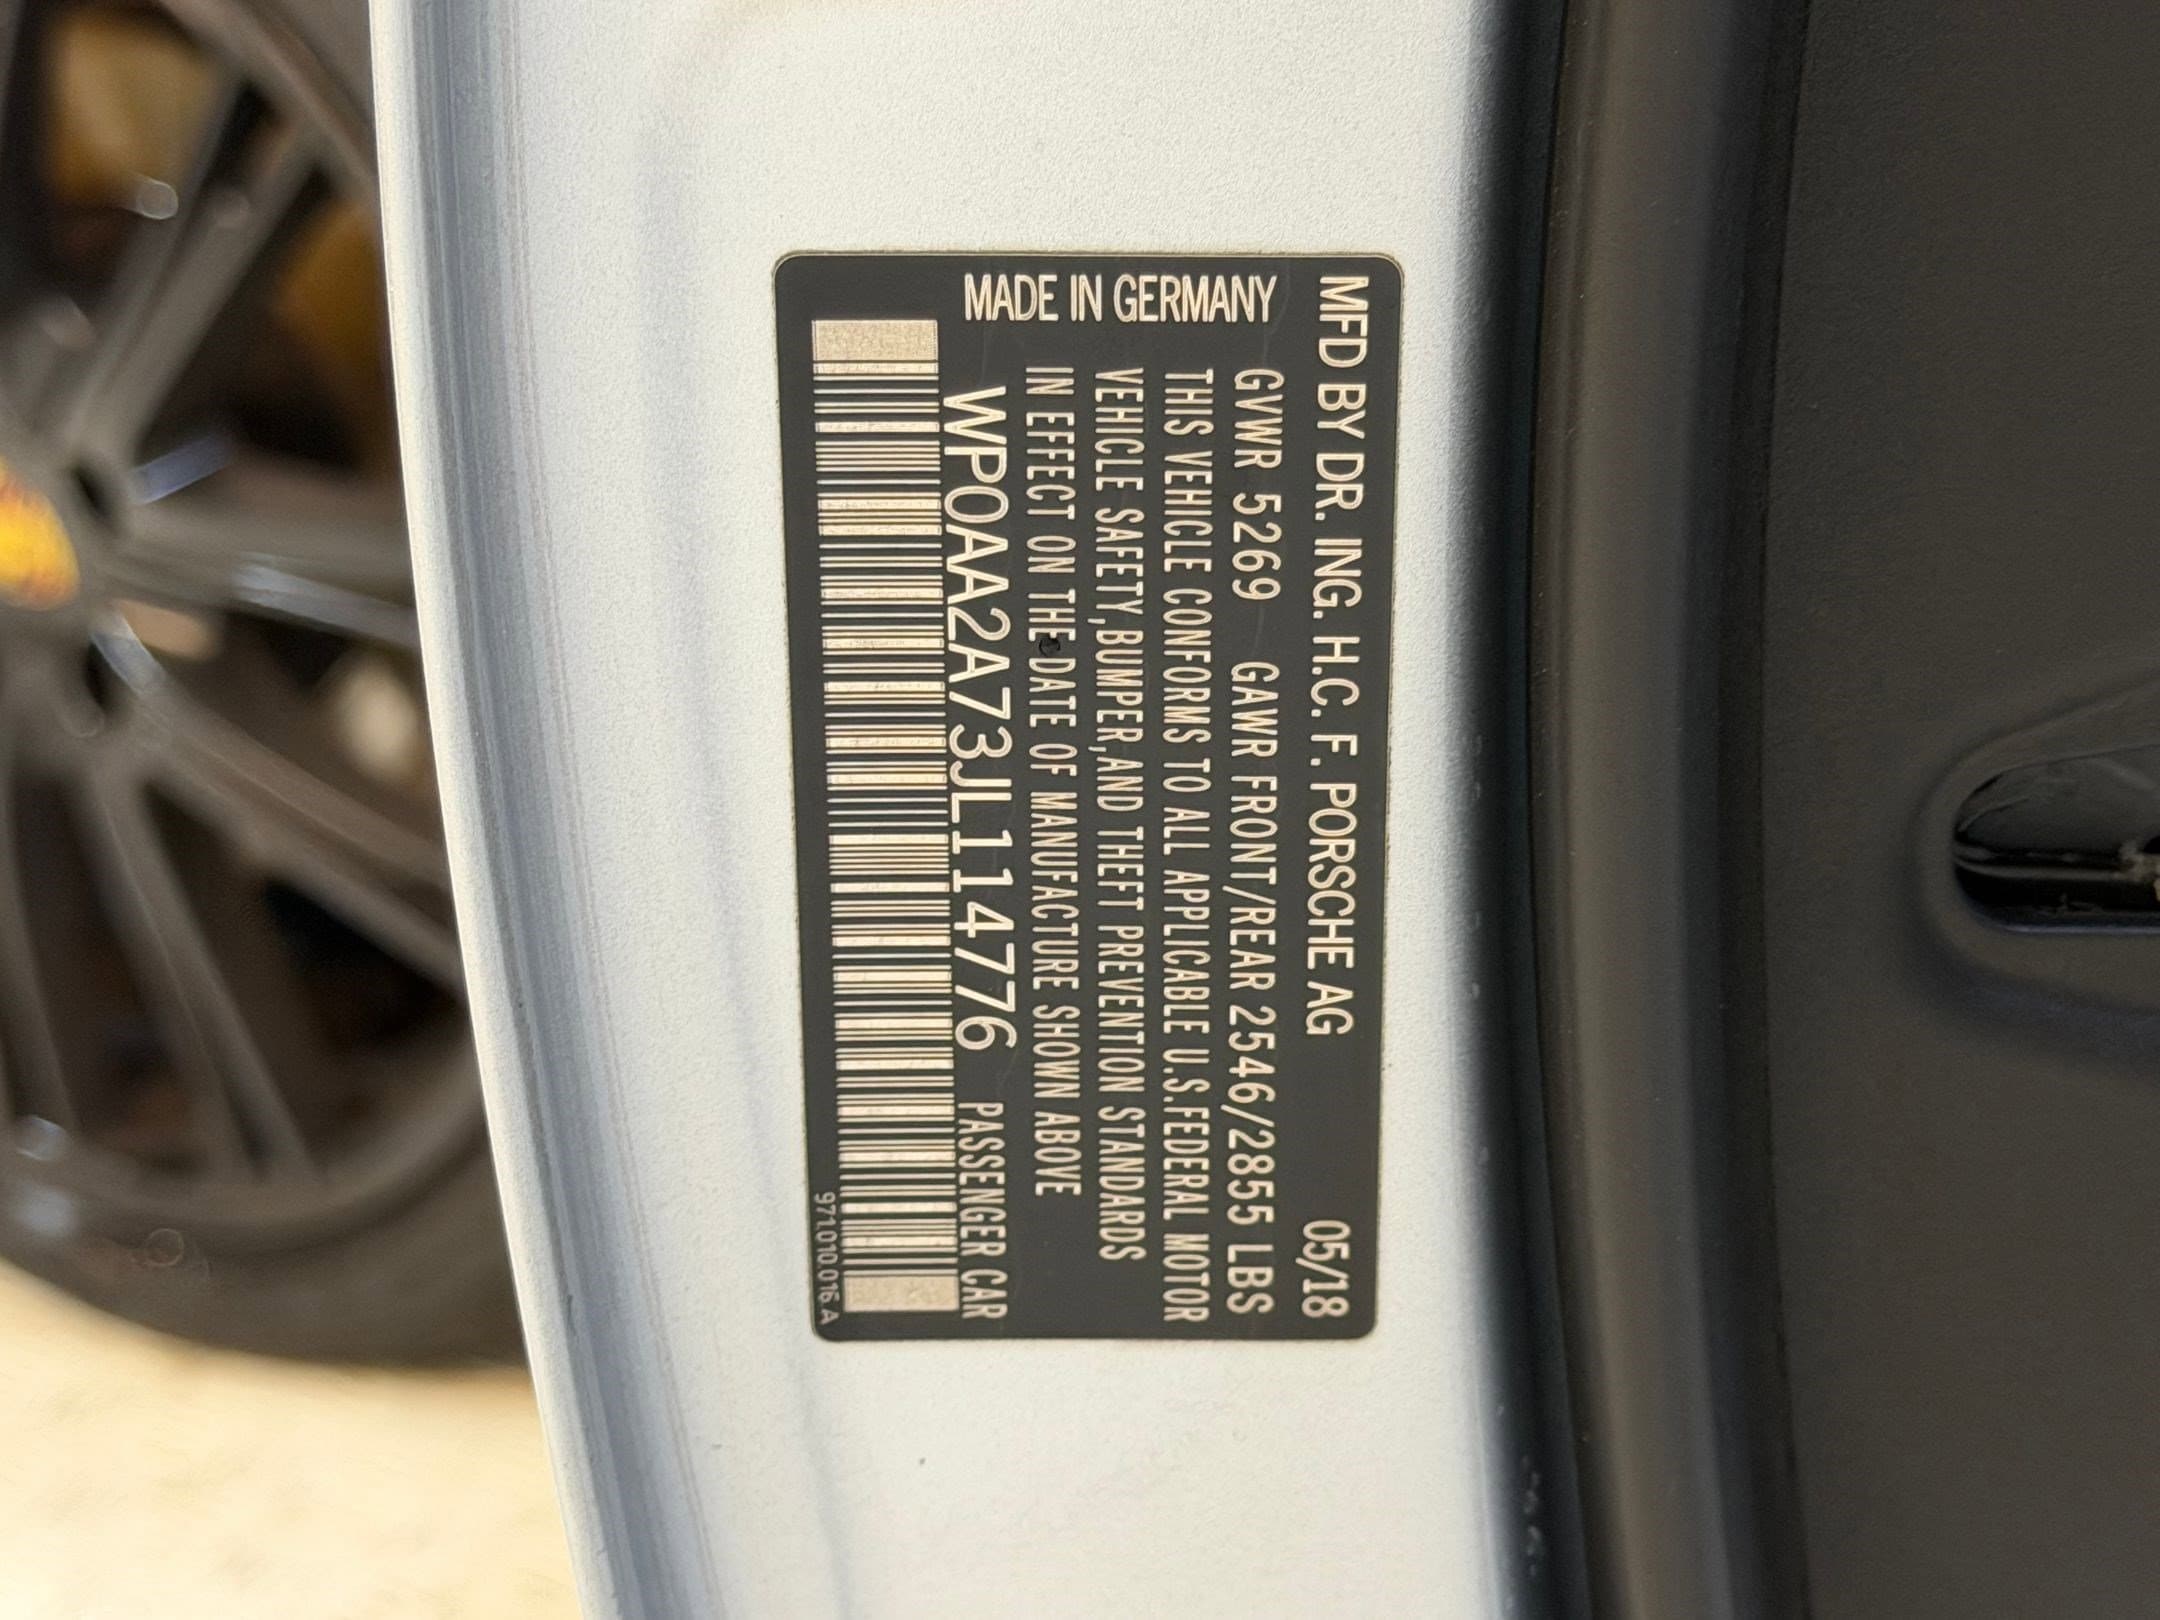 MFD BY DR. ING. H.C. F. PORSCHE AG 05/18
MADE IN GERMANY
GVWR 5269 GAWR FRONT/REAR 2546/2855 LBS
THIS VEHICLE CONFORMS TO ALL APPLICABLE U.S.FEDERAL MOTOR
VEHICLE SAFETY,BUMPER,AND THEFT PREVENTION STANDARDS
IN EFFECT ON THE DATE OF MANUFACTURE SHOWN ABOVE
WP0AA2A73JL114776 PASSENGER CAR
971.010.016.A